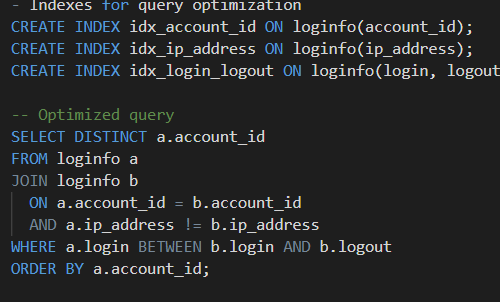 - Indexes for query optimization
CREATE INDEX idx_account_id ON loginfo(account_id);
CREATE INDEX idx_ip_address ON loginfo(ip_address);
CREATE INDEX idx_login_logout ON loginfo(login, logout
-- Optimized query
SELECT DISTINCT a.account_id
FROM loginfo a
JOIN loginfo b
ON a.account_id = b.account_id
AND a.ip_address != b.ip_address
WHERE a.login BETWEEN b.login AND b.logout
ORDER BY a.account_id;